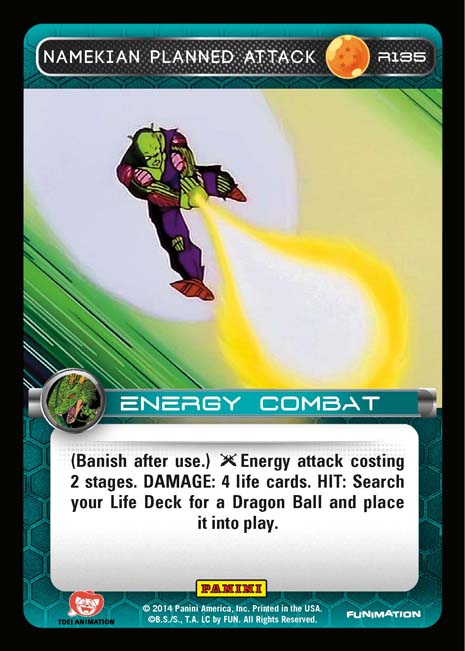 NAMEKIAN PLANNED ATTACK R135
ENERGY COMBAT
(Banish after use.) Energy attack costing
2 stages. DAMAGE: 4 life cards. HIT: Search
your Life Deck for a Dragon Ball and place
it into play.
PANINI
TOEI ANIMATION
© 2014 Panini America, Inc. Printed in the USA.
©B.S./S., T.A. LC by FUN. All Rights Reserved.
FUNIMATION